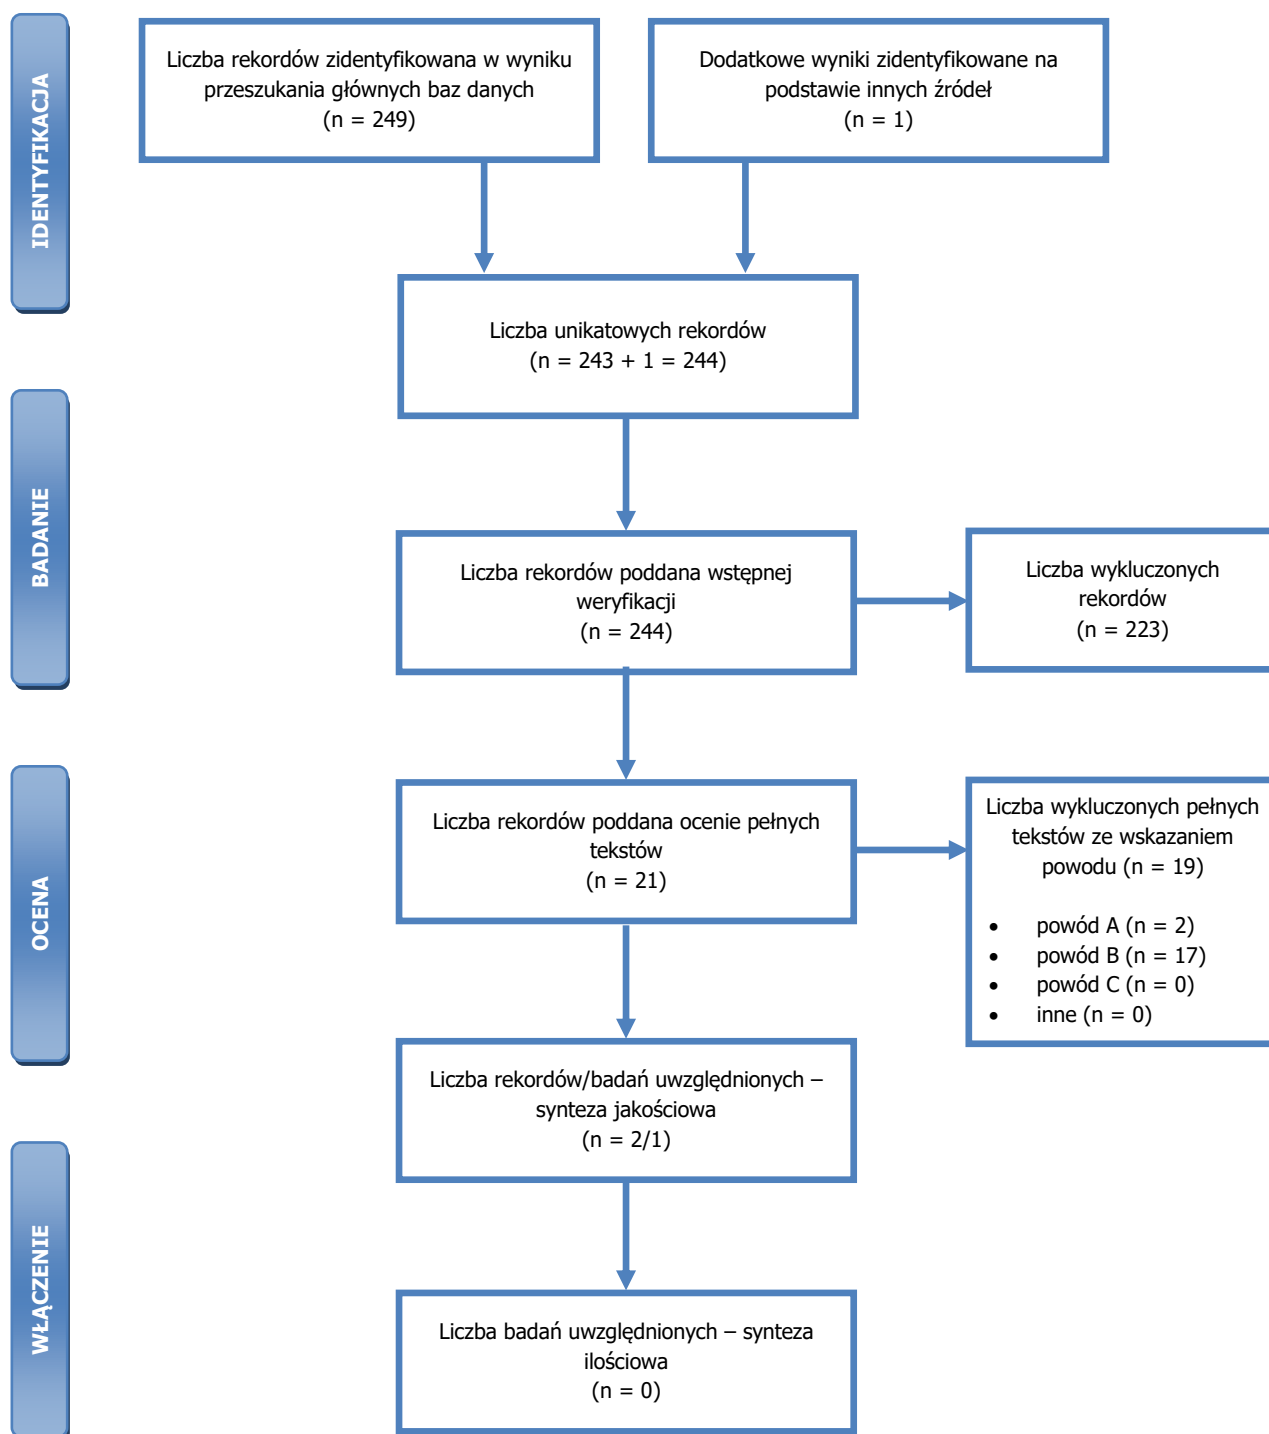 IDENTYFIKACJA
Liczba rekordów zidentyfikowana w wyniku
przeszukania głównych baz danych
(n = 249)
Dodatkowe wyniki zidentyfikowane na
podstawie innych źródeł
(n = 1)
Liczba unikatowych rekordów
(n = 243 + 1 = 244)
BADANIE
Liczba rekordów poddana wstępnej
weryfikacji
(n = 244)
Liczba wykluczonych
rekordów
(n = 223)
OCENA
Liczba rekordów poddana ocenie pełnych
tekstów
(n = 21)
Liczba wykluczonych pełnych
tekstów ze wskazaniem
powodu (n = 19)
• powód A (n = 2)
• powód B (n = 17)
• powód C (n = 0)
• inne (n = 0)
Liczba rekordów/badań uwzględnionych –
synteza jakościowa
(n = 2/1)
WŁĄCZENIE
Liczba badań uwzględnionych – synteza
ilościowa
(n = 0)